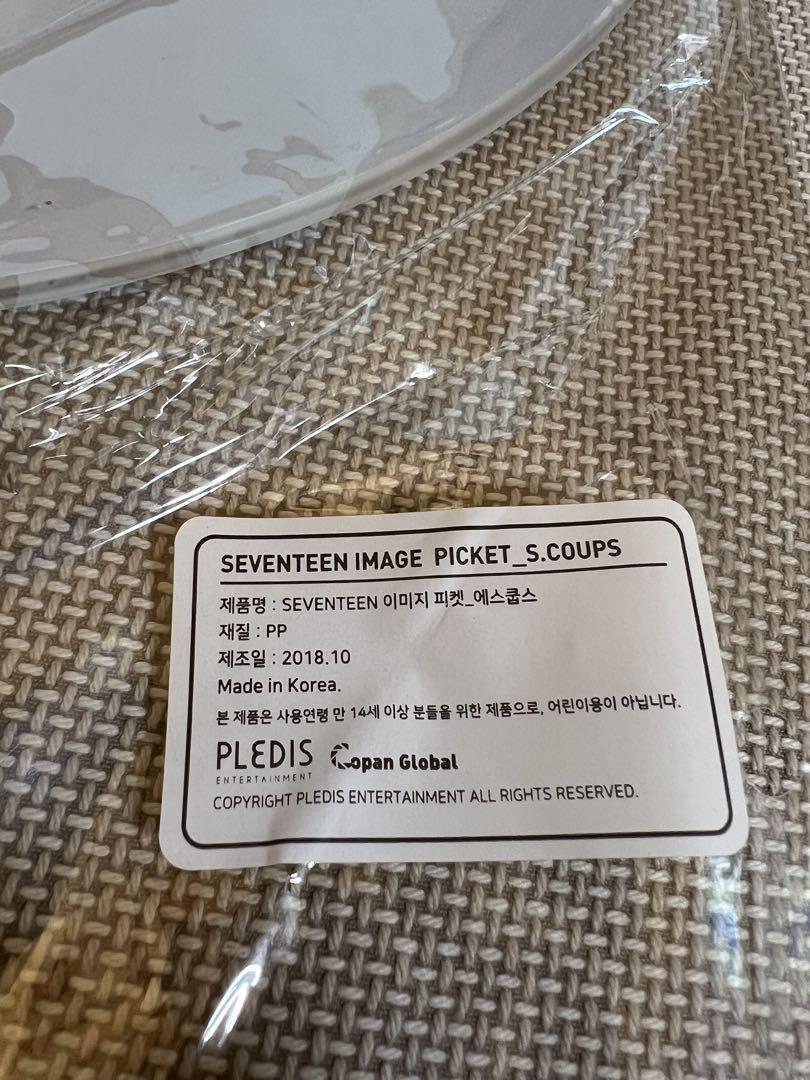 SEVENTEEN IMAGE PICKET_S.COUPS
제품명 : SEVENTEEN 이미지 피켓_에스쿱스
재질 : PP
제조일 : 2018.10
Made in Korea.
본 제품은 사용연령 만 14세 이상 분들을 위한 제품으로, 어린이용이 아닙니다.
PLEDIS Copan Global
ENTERTAINMENT
COPYRIGHT PLEDIS ENTERTAINMENT ALL RIGHTS RESERVED.